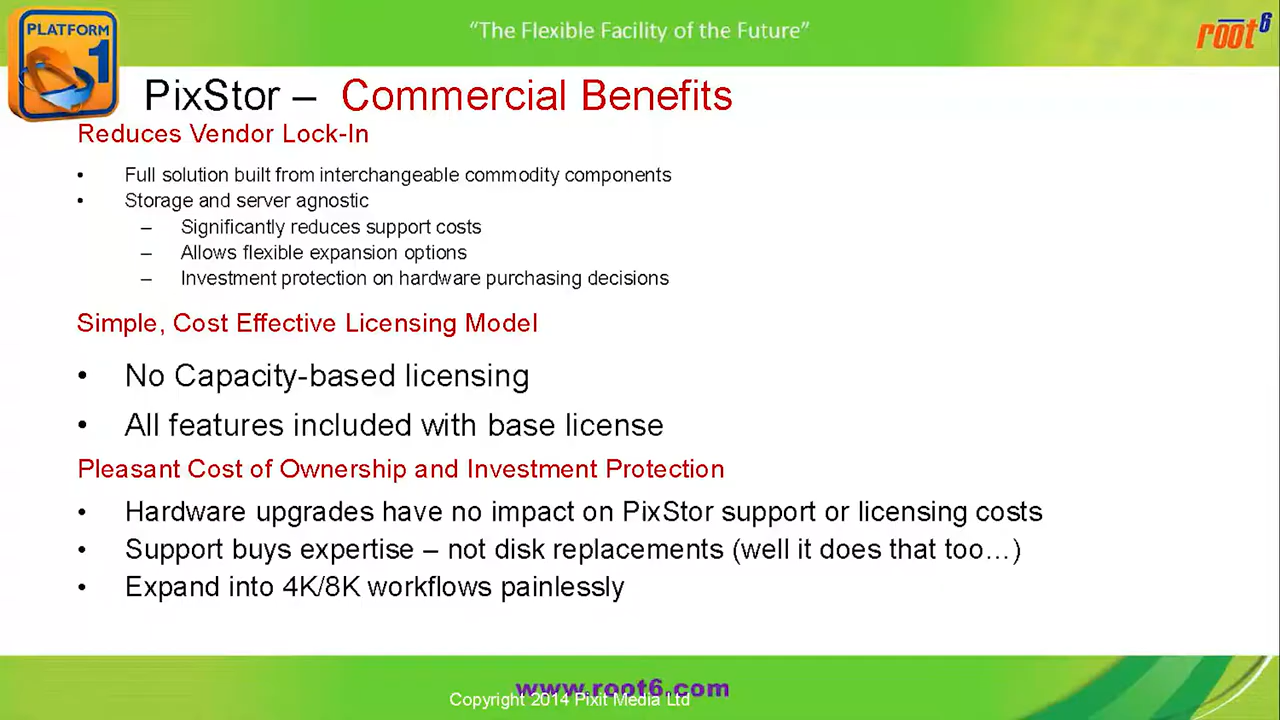 "The Flexible Facility of the Future"
root6
PLATFORM
1
PixStor – Commercial Benefits
Reduces Vendor Lock-In
• Full solution built from interchangeable commodity components
• Storage and server agnostic
– Significantly reduces support costs
– Allows flexible expansion options
– Investment protection on hardware purchasing decisions
Simple, Cost Effective Licensing Model
• No Capacity-based licensing
• All features included with base license
Pleasant Cost of Ownership and Investment Protection
• Hardware upgrades have no impact on PixStor support or licensing costs
• Support buys expertise – not disk replacements (well it does that too…)
• Expand into 4K/8K workflows painlessly
www.root6.com
Copyright 2014 Pixit Media Ltd